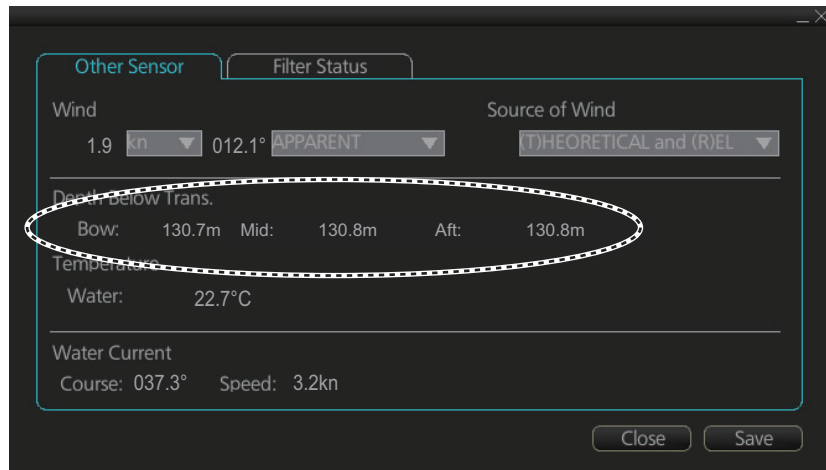 Other Sensor Filter Status
Wind Source of Wind
1.9 kn 012.1° APPARENT (T)HEORETICAL and (R)EL
Depth Below Trans.
Bow: 130.7m Mid: 130.8m Aft: 130.8m
Temperature
Water: 22.7°C
Water Current
Course: 037.3° Speed: 3.2kn
Close Save